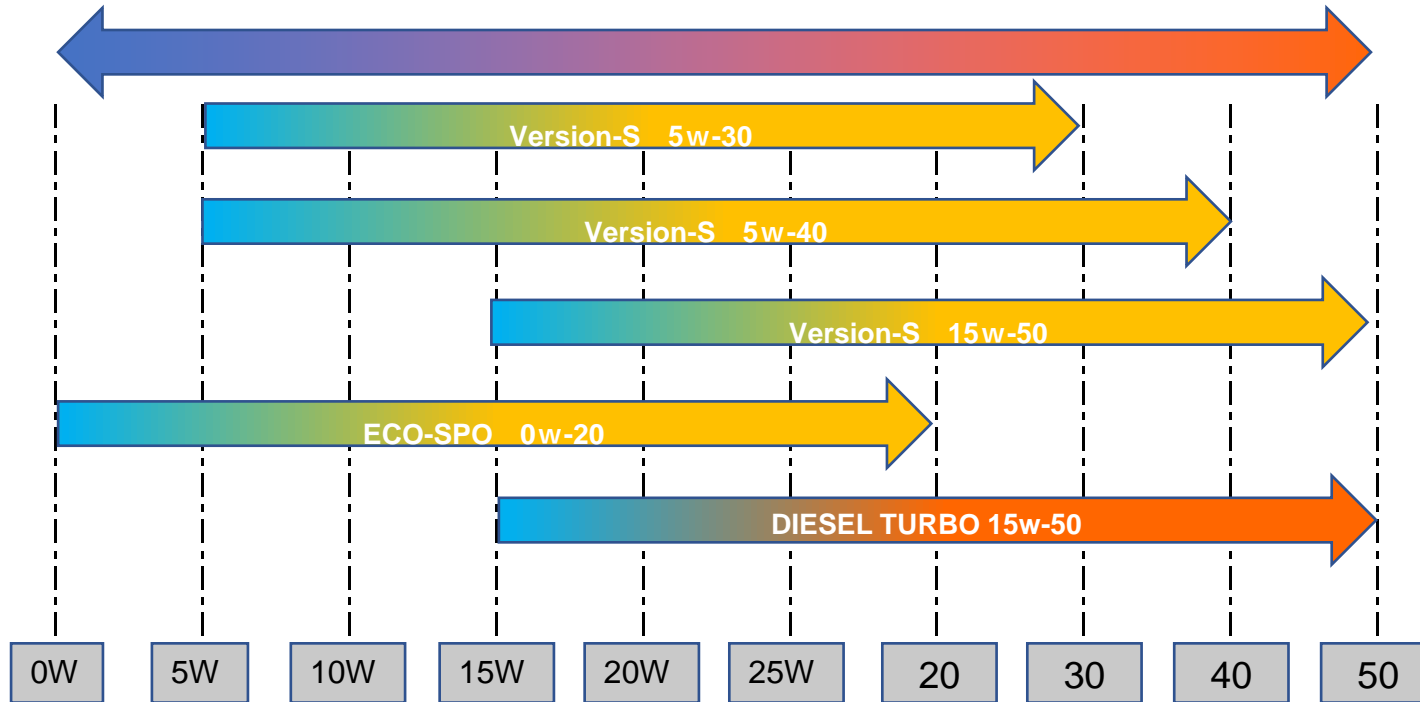 Version-S 5w-30
Version-S 5w-40
Version-S 15w-50
ECO-SPO 0w-20
DIESEL TURBO 15w-50
0W 5W 10W 15W 20W 25W 20 30 40 50